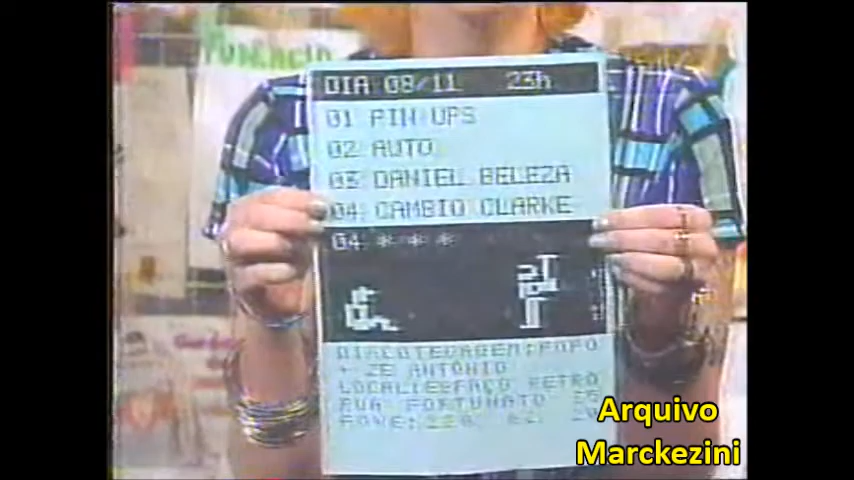 DIA 08/11 23h
01 PIN UPS
02 AUTO
03 DANIEL BELEZA
04 CAMBIO CLARKE
04 ***
DISCOTECAGEM: POPO
+ ZE ANTONIO
LOCAL: ESPAÇO RETRO
RUA FORTUNATO
FONE:
Arquivo
Marckezini